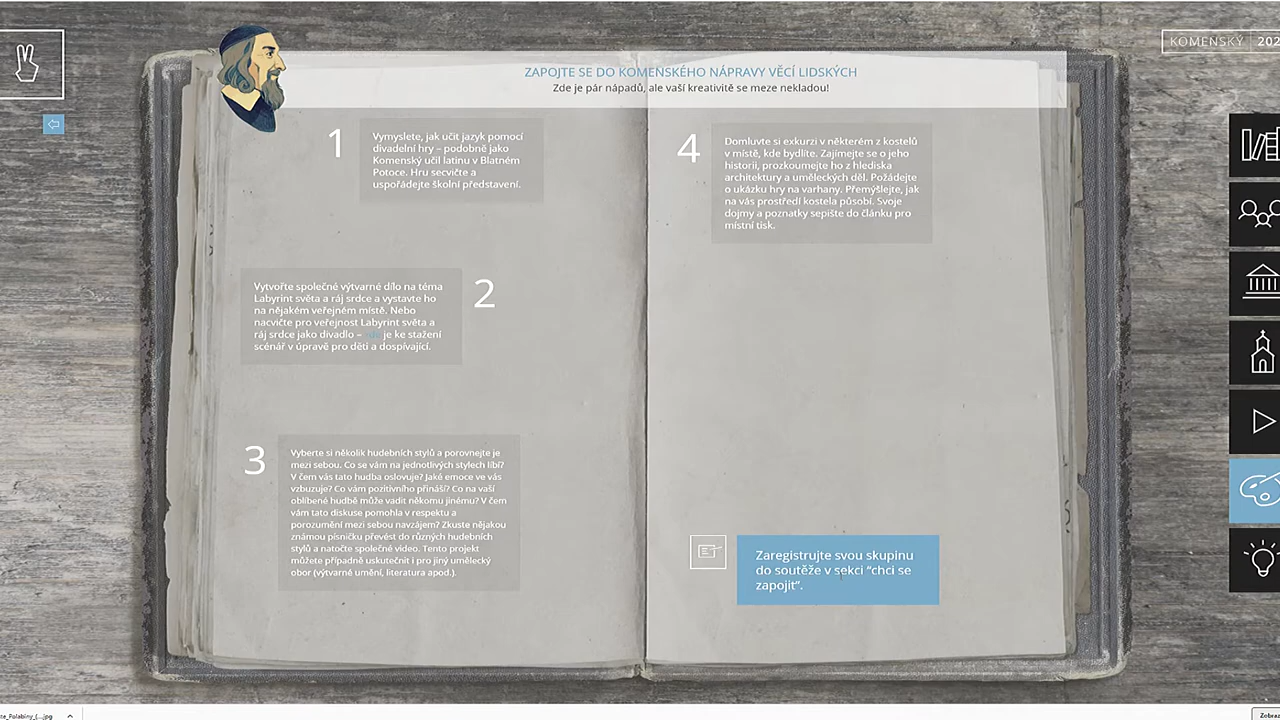 KOMENSKÝ 202
ZAPOJTE SE DO KOMENSKÉHO NÁPRAVY VĚCÍ LIDSKÝCH
Zde je pár nápadů, ale vaší kreativitě se meze nekladou!
1
Vymyslete, jak učit jazyk pomocí
divadelní hry – podobně jako
Komenský učil latinu v Blatném
Potoce. Hru secvičte a
uspořádejte školní představení.
2
Vytvořte společné výtvarné dílo na téma
Labyrint světa a ráj srdce a vystavte ho
na nějakém veřejném místě. Nebo
nacvičte pro veřejnost Labyrint světa a
ráj srdce jako divadlo – je ke stažení
scénář v úpravě pro děti a dospívající.
3
Vyberte si několik hudebních stylů a porovnejte je
mezi sebou. Co se vám na jednotlivých stylech líbí?
V čem vás tato hudba oslovuje? Jaké emoce ve vás
vzbuzuje? Co vám pozitivního přináší? Co na vaší
oblíbené hudbě může vadit někomu jinému? V čem
vám tato diskuse pomohla v respektu a
porozumění mezi sebou navzájem? Zkuste nějakou
známou písničku převést do různých hudebních
stylů a natočte společné video. Tento projekt
můžete případně uskutečnit i pro jiný umělecký
obor (výtvarné umění, literatura apod.).
4
Domluvte si exkurzi v některém z kostelů
v místě, kde bydlíte. Zajímejte se o jeho
historii, prozkoumejte ho z hlediska
architektury a uměleckých děl. Požádejte
o ukázku hry na varhany. Přemýšlejte, jak
na vás prostředí kostela působí. Svoje
dojmy a poznatky sepište do článku pro
místní tisk.
Zaregistrujte svou skupinu
do soutěže v sekci "chci se
zapojit".
te_Polabiny_(....jpg
Zobraz